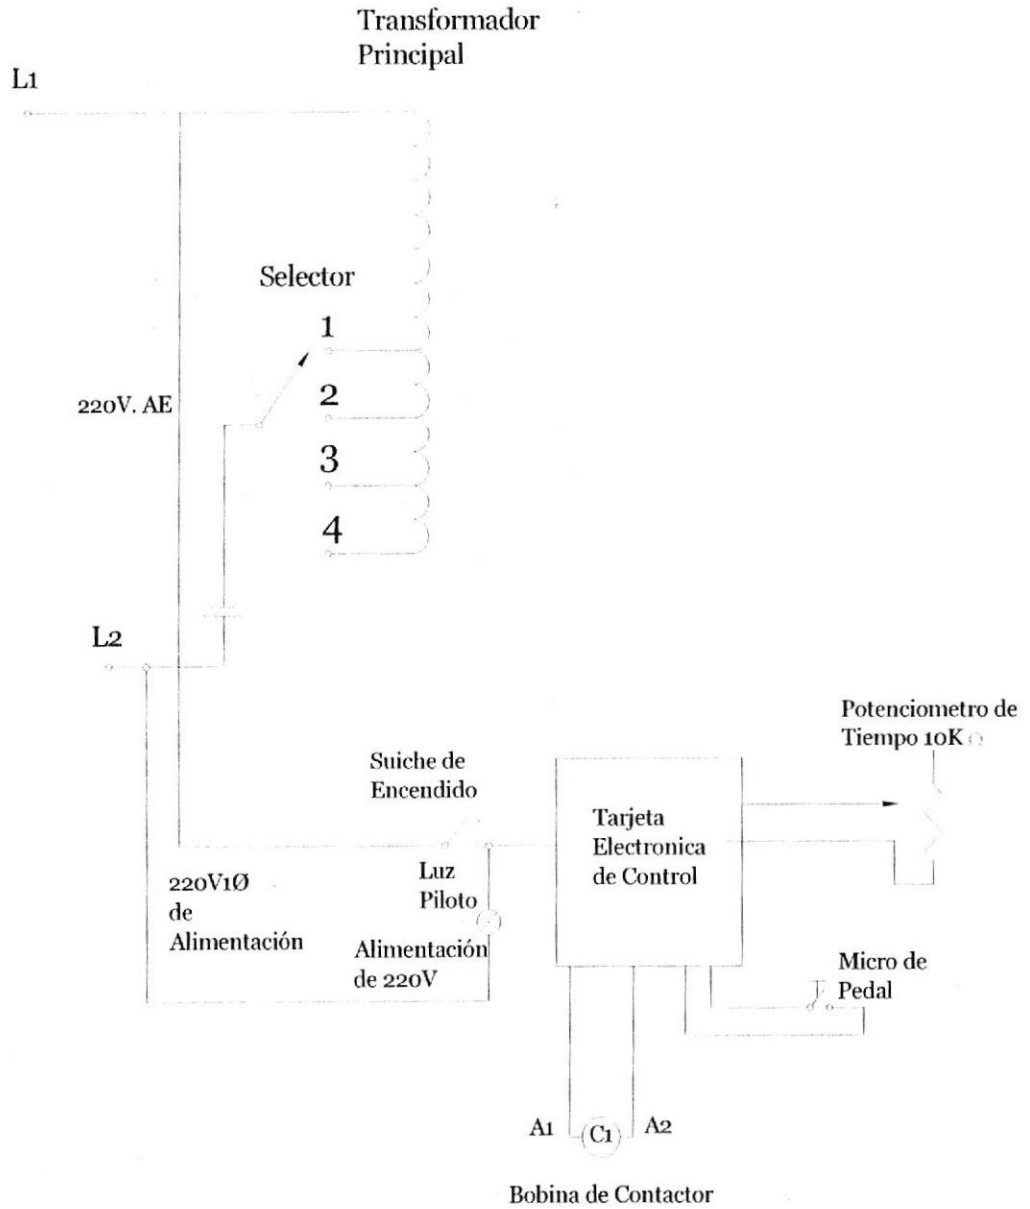 Transformador
Principal
L1
Selector
1
2
3
4
220V. AE
L2
Potenciometro de
Tiempo 10K Ω
Suiche de
Encendido
Tarjeta
Electronica
de Control
Luz
Piloto
220V1Ø
de
Alimentación
Alimentación
de 220V
Micro de
Pedal
A1
C1
A2
Bobina de Contactor